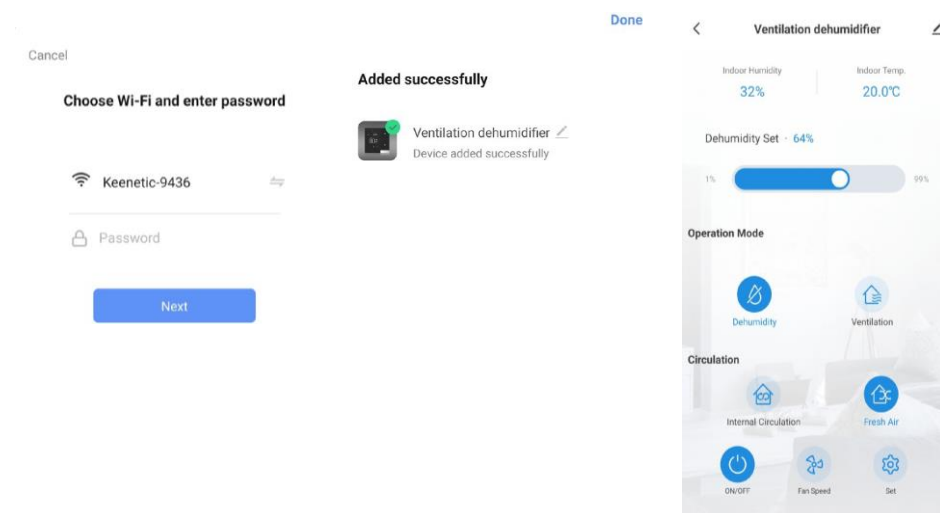 Cancel
Choose Wi-Fi and enter password
Keenetic-9436
Password
Next
Done
Added successfully
Ventilation dehumidifier
Device added successfully
Ventilation dehumidifier
Indoor Humidity
Indoor Temp.
32%
20.0°C
Dehumidity Set · 64%
1%
99%
Operation Mode
Dehumidity
Ventilation
Circulation
Internal Circulation
Fresh Air
ON/OFF
Fan Speed
Set